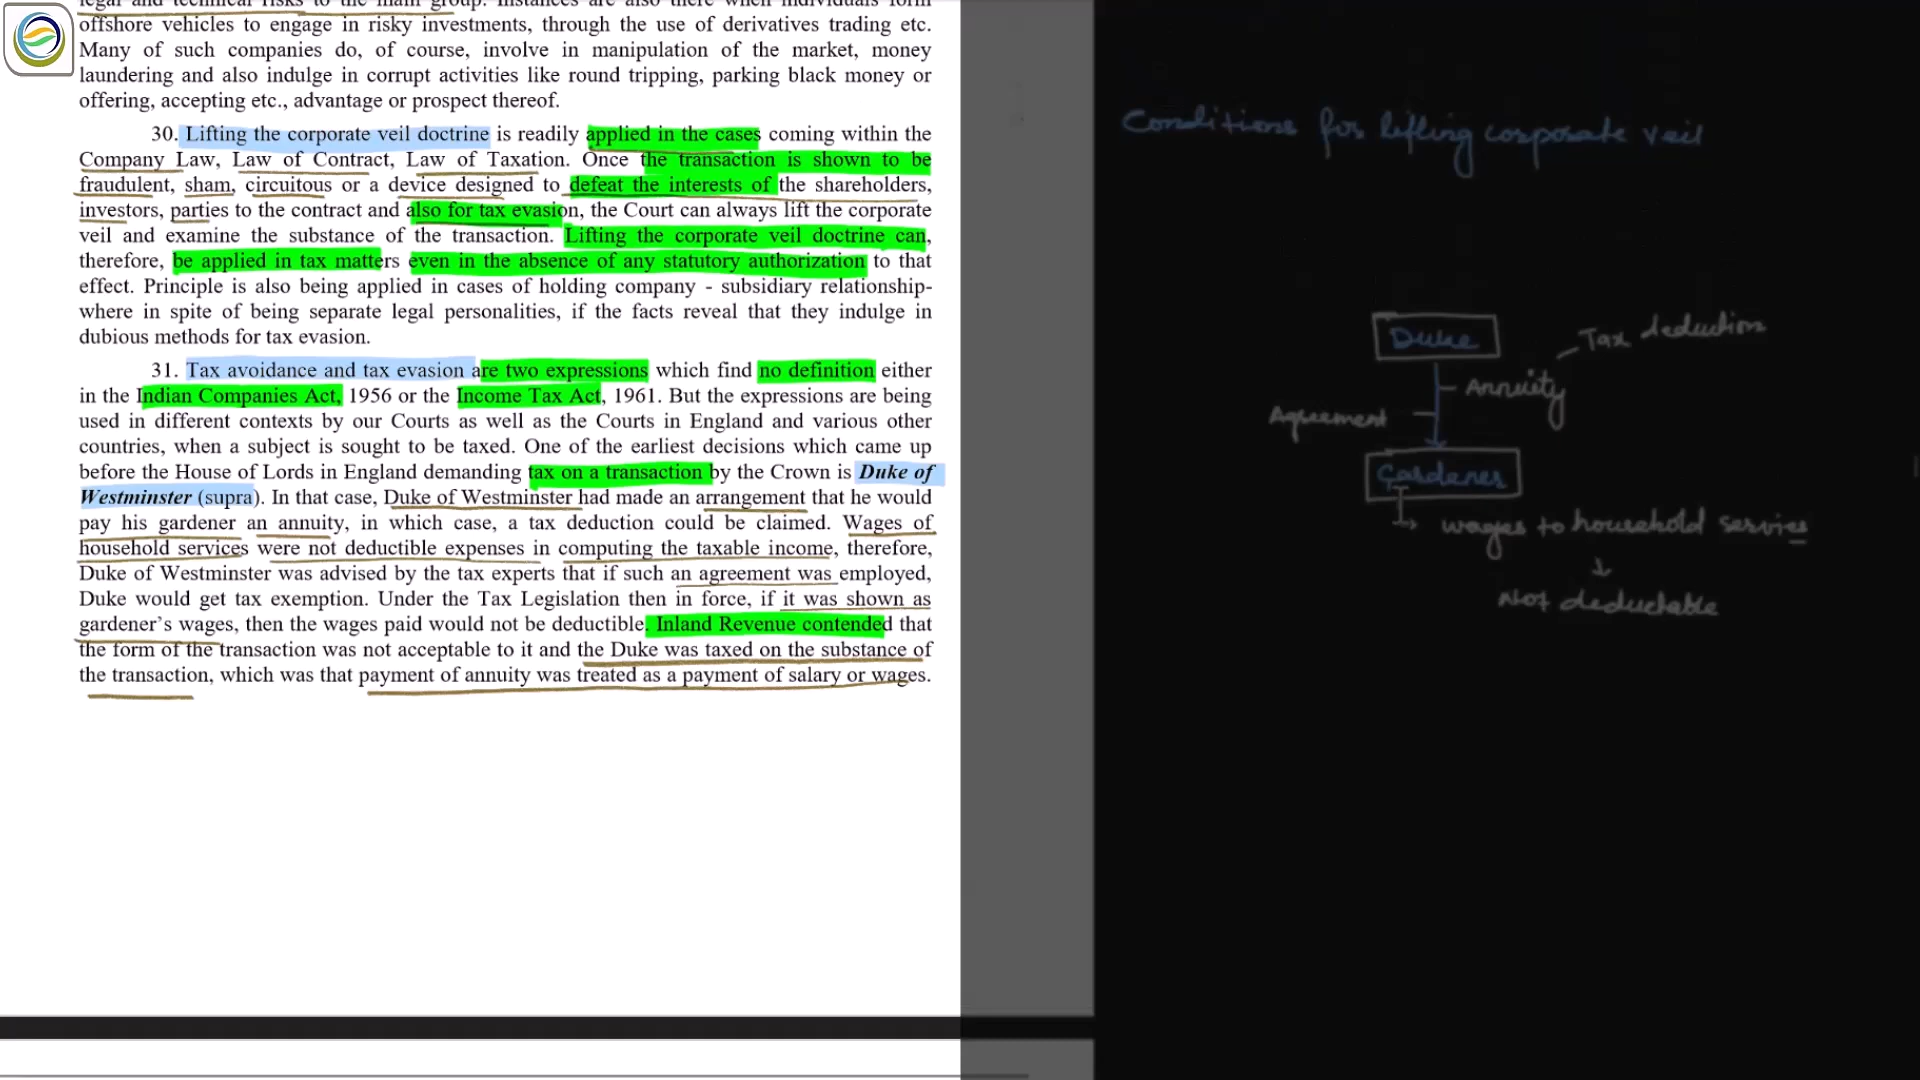 legal and technical risks to the main group. Instances are also there when individuals form
offshore vehicles to engage in risky investments, through the use of derivatives trading etc.
Many of such companies do, of course, involve in manipulation of the market, money
laundering and also indulge in corrupt activities like round tripping, parking black money or
offering, accepting etc., advantage or prospect thereof.
30. Lifting the corporate veil doctrine is readily applied in the cases coming within the
Company Law, Law of Contract, Law of Taxation. Once the transaction is shown to be
fraudulent, sham, circuitous or a device designed to defeat the interests of the shareholders,
investors, parties to the contract and also for tax evasion, the Court can always lift the corporate
veil and examine the substance of the transaction. Lifting the corporate veil doctrine can,
therefore, be applied in tax matters even in the absence of any statutory authorization to that
effect. Principle is also being applied in cases of holding company - subsidiary relationship-
where in spite of being separate legal personalities, if the facts reveal that they indulge in
dubious methods for tax evasion.
31. Tax avoidance and tax evasion are two expressions which find no definition either
in the Indian Companies Act, 1956 or the Income Tax Act, 1961. But the expressions are being
used in different contexts by our Courts as well as the Courts in England and various other
countries, when a subject is sought to be taxed. One of the earliest decisions which came up
before the House of Lords in England demanding tax on a transaction by the Crown is Duke of
Westminster (supra). In that case, Duke of Westminster had made an arrangement that he would
pay his gardener an annuity, in which case, a tax deduction could be claimed. Wages of
household services were not deductible expenses in computing the taxable income, therefore,
Duke of Westminster was advised by the tax experts that if such an agreement was employed,
Duke would get tax exemption. Under the Tax Legislation then in force, if it was shown as
gardener's wages, then the wages paid would not be deductible. Inland Revenue contended that
the form of the transaction was not acceptable to it and the Duke was taxed on the substance of
the transaction, which was that payment of annuity was treated as a payment of salary or wages.
Conditions for lifting corporate veil
Duke
Tax deduction
Annuity
Agreement
Gardener
wages to household services
Not deductable